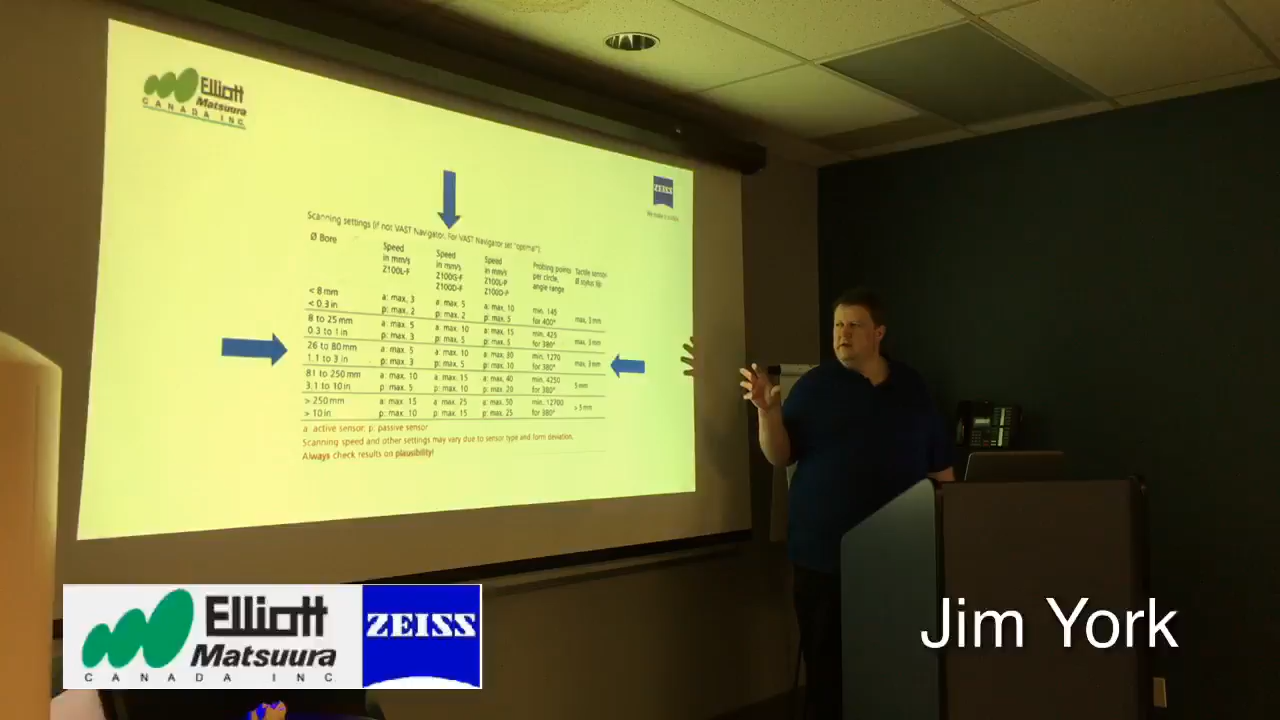 Elliott
Matsuura
CANADA INC.
ZEISS
Scanning settings (if not VAST Navigator. For VAST Navigator set "optimal"):
Ø Bore
Speed in mm/s Z100L-F
Speed in mm/s Z100G-F Z100D-F
Speed in mm/s Z100L-P Z100D-P
Probing points per circle, angle range
Tactile sensor Ø stylus tip
< 8 mm a: max. 3 a: max. 5 a: max. 10 min. 145 max. 3 mm
< 0.3 in p: max. 2 p: max. 2 p: max. 5 for 400°
8 to 25 mm a: max. 5 a: max. 10 a: max. 15 min. 425 max. 3 mm
0.3 to 1 in p: max. 3 p: max. 5 p: max. 5 for 380°
26 to 80 mm a: max. 5 a: max. 10 a: max. 30 min. 1270 max. 3 mm
1.1 to 3 in p: max. 3 p: max. 5 p: max. 10 for 380°
81 to 250 mm a: max. 10 a: max. 15 a: max. 40 min. 4250 5 mm
3.1 to 10 in p: max. 5 p: max. 10 p: max. 20 for 380°
> 250 mm a: max. 15 a: max. 25 a: max. 50 min. 12700 > 5 mm
> 10 in p: max. 10 p: max. 15 p: max. 25 for 380°
a: active sensor; p: passive sensor
Scanning speed and other settings may vary due to sensor type and form deviation.
Always check results on plausibility!
Elliott
Matsuura
CANADA INC.
ZEISS
Jim York